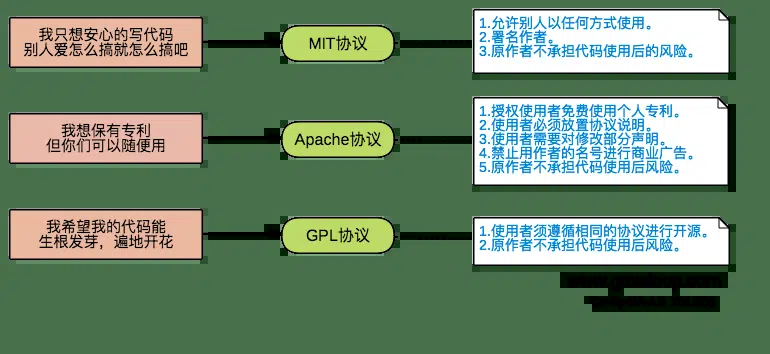 我只想安心的写代码
别人爱怎么搞就怎么搞吧
MIT协议
1.允许别人以任何方式使用。
2.署名作者。
3.原作者不承担代码使用后的风险。
我想保有专利
但你们可以随便用
Apache协议
1.授权使用者免费使用个人专利。
2.使用者必须放置协议说明。
3.使用者需要对修改部分声明。
4.禁止用作者的名号进行商业广告。
5.原作者不承担代码使用后风险。
我希望我的代码能
生根发芽，遍地开花
GPL协议
1.使用者须遵循相同的协议进行开源。
2.原作者不承担代码使用后风险。